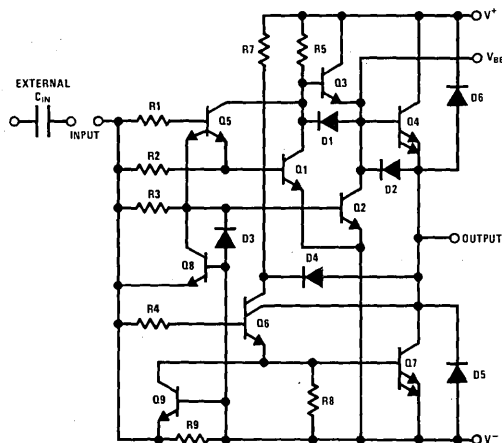 V+
R7
R5
VBE
Q3
EXTERNAL
CIN
INPUT
R1
Q5
D1
Q4
D6
R2
Q1
D2
R3
Q2
D3
OUTPUT
Q8
D4
R4
Q6
Q7
D5
Q9
R8
R9
V−